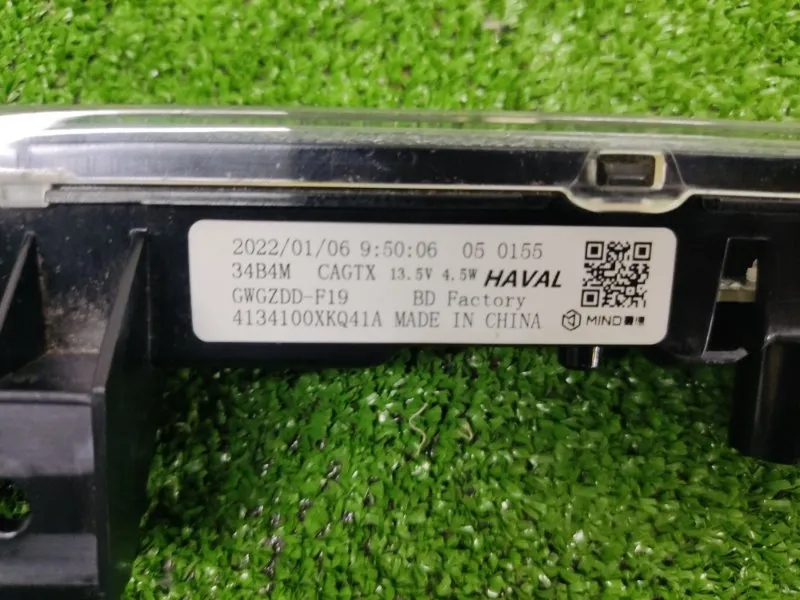 2022/01/06 9:50:06 05 0155
34B4M CAGTX 13.5V 4.5W HAVAL
GWGZDD-F19 BD Factory
4134100XKQ41A MADE IN CHINA MIND